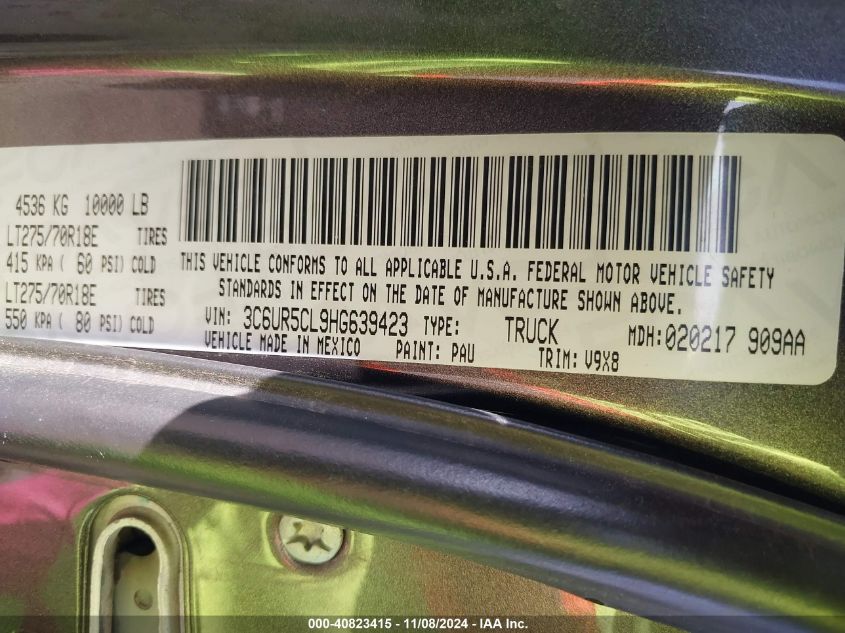 4536 KG 10000 LB
LT275/70R18E TIRES
415 KPA ( 60 PSI) COLD
LT275/70R18E TIRES
550 KPA ( 80 PSI) COLD
THIS VEHICLE CONFORMS TO ALL APPLICABLE U.S.A. FEDERAL MOTOR VEHICLE SAFETY
STANDARDS IN EFFECT ON THE DATE OF MANUFACTURE SHOWN ABOVE.
VIN: 3C6UR5CL9HG639423 TYPE: TRUCK MDH:020217 909AA
VEHICLE MADE IN MEXICO PAINT: PAU TRIM: V9X8
000-40823415 - 11/08/2024 - IAA Inc.